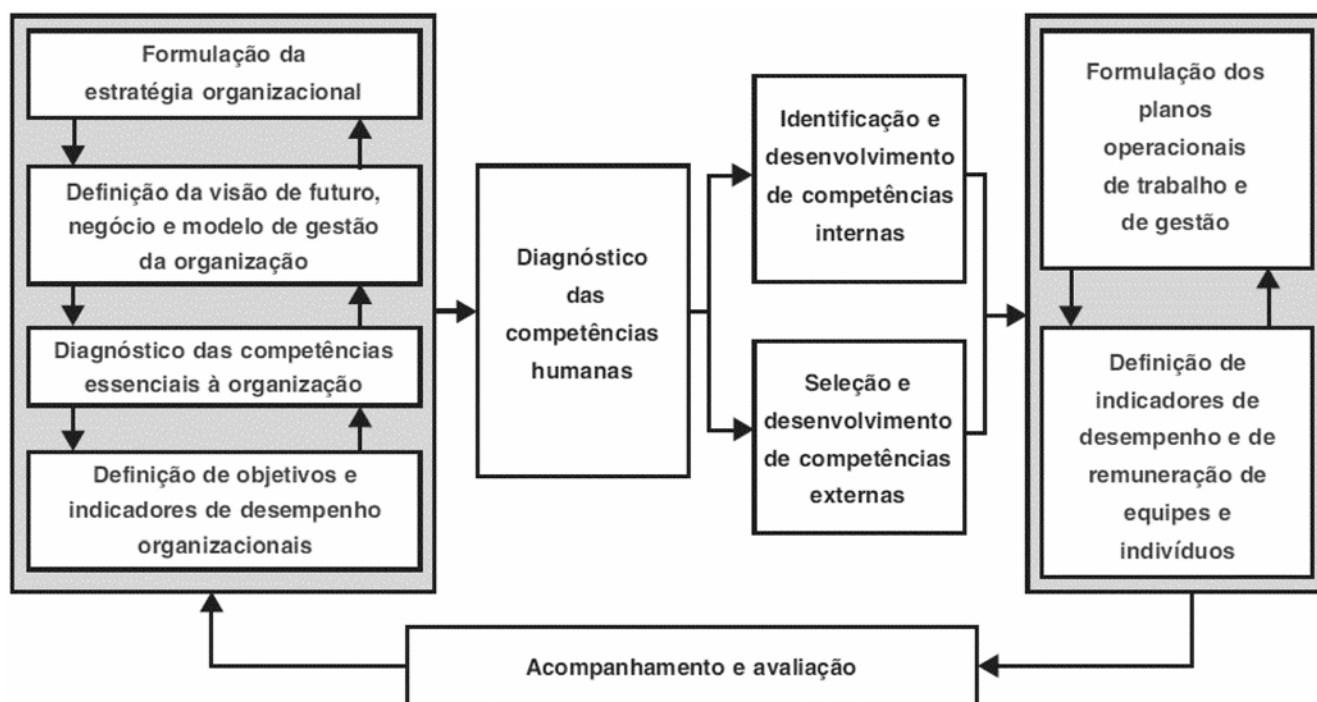 Formulação da
estratégia organizacional
Definição da visão de futuro,
negócio e modelo de gestão
da organização
Diagnóstico das competências
essenciais à organização
Definição de objetivos e
indicadores de desempenho
organizacionais
Diagnóstico
das
competências
humanas
Identificação e
desenvolvimento
de competências
internas
Seleção e
desenvolvimento
de competências
externas
Formulação dos
planos
operacionais
de trabalho e
de gestão
Definição de
indicadores de
desempenho e de
remuneração de
equipes e
indivíduos
Acompanhamento e avaliação